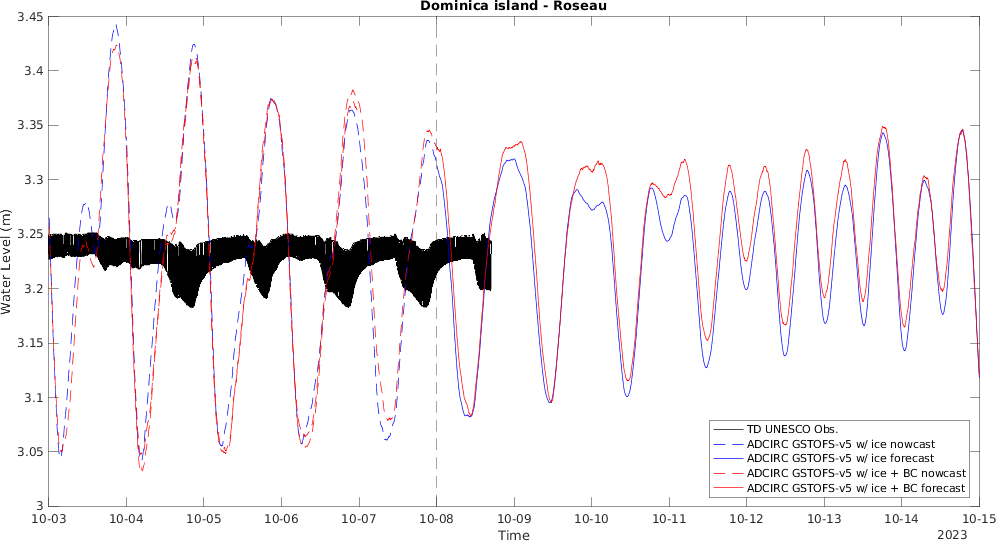 Dominica island - Roseau
Water Level (m)
3.45
3.4
3.35
3.3
3.25
3.2
3.15
3.1
3.05
3
TD UNESCO Obs.
ADCIRC GSTOFS-v5 w/ ice nowcast
ADCIRC GSTOFS-v5 w/ ice forecast
ADCIRC GSTOFS-v5 w/ ice + BC nowcast
ADCIRC GSTOFS-v5 w/ ice + BC forecast
10-03 10-04 10-05 10-06 10-07 10-08 10-09 10-10 10-11 10-12 10-13 10-14 10-15
Time
2023